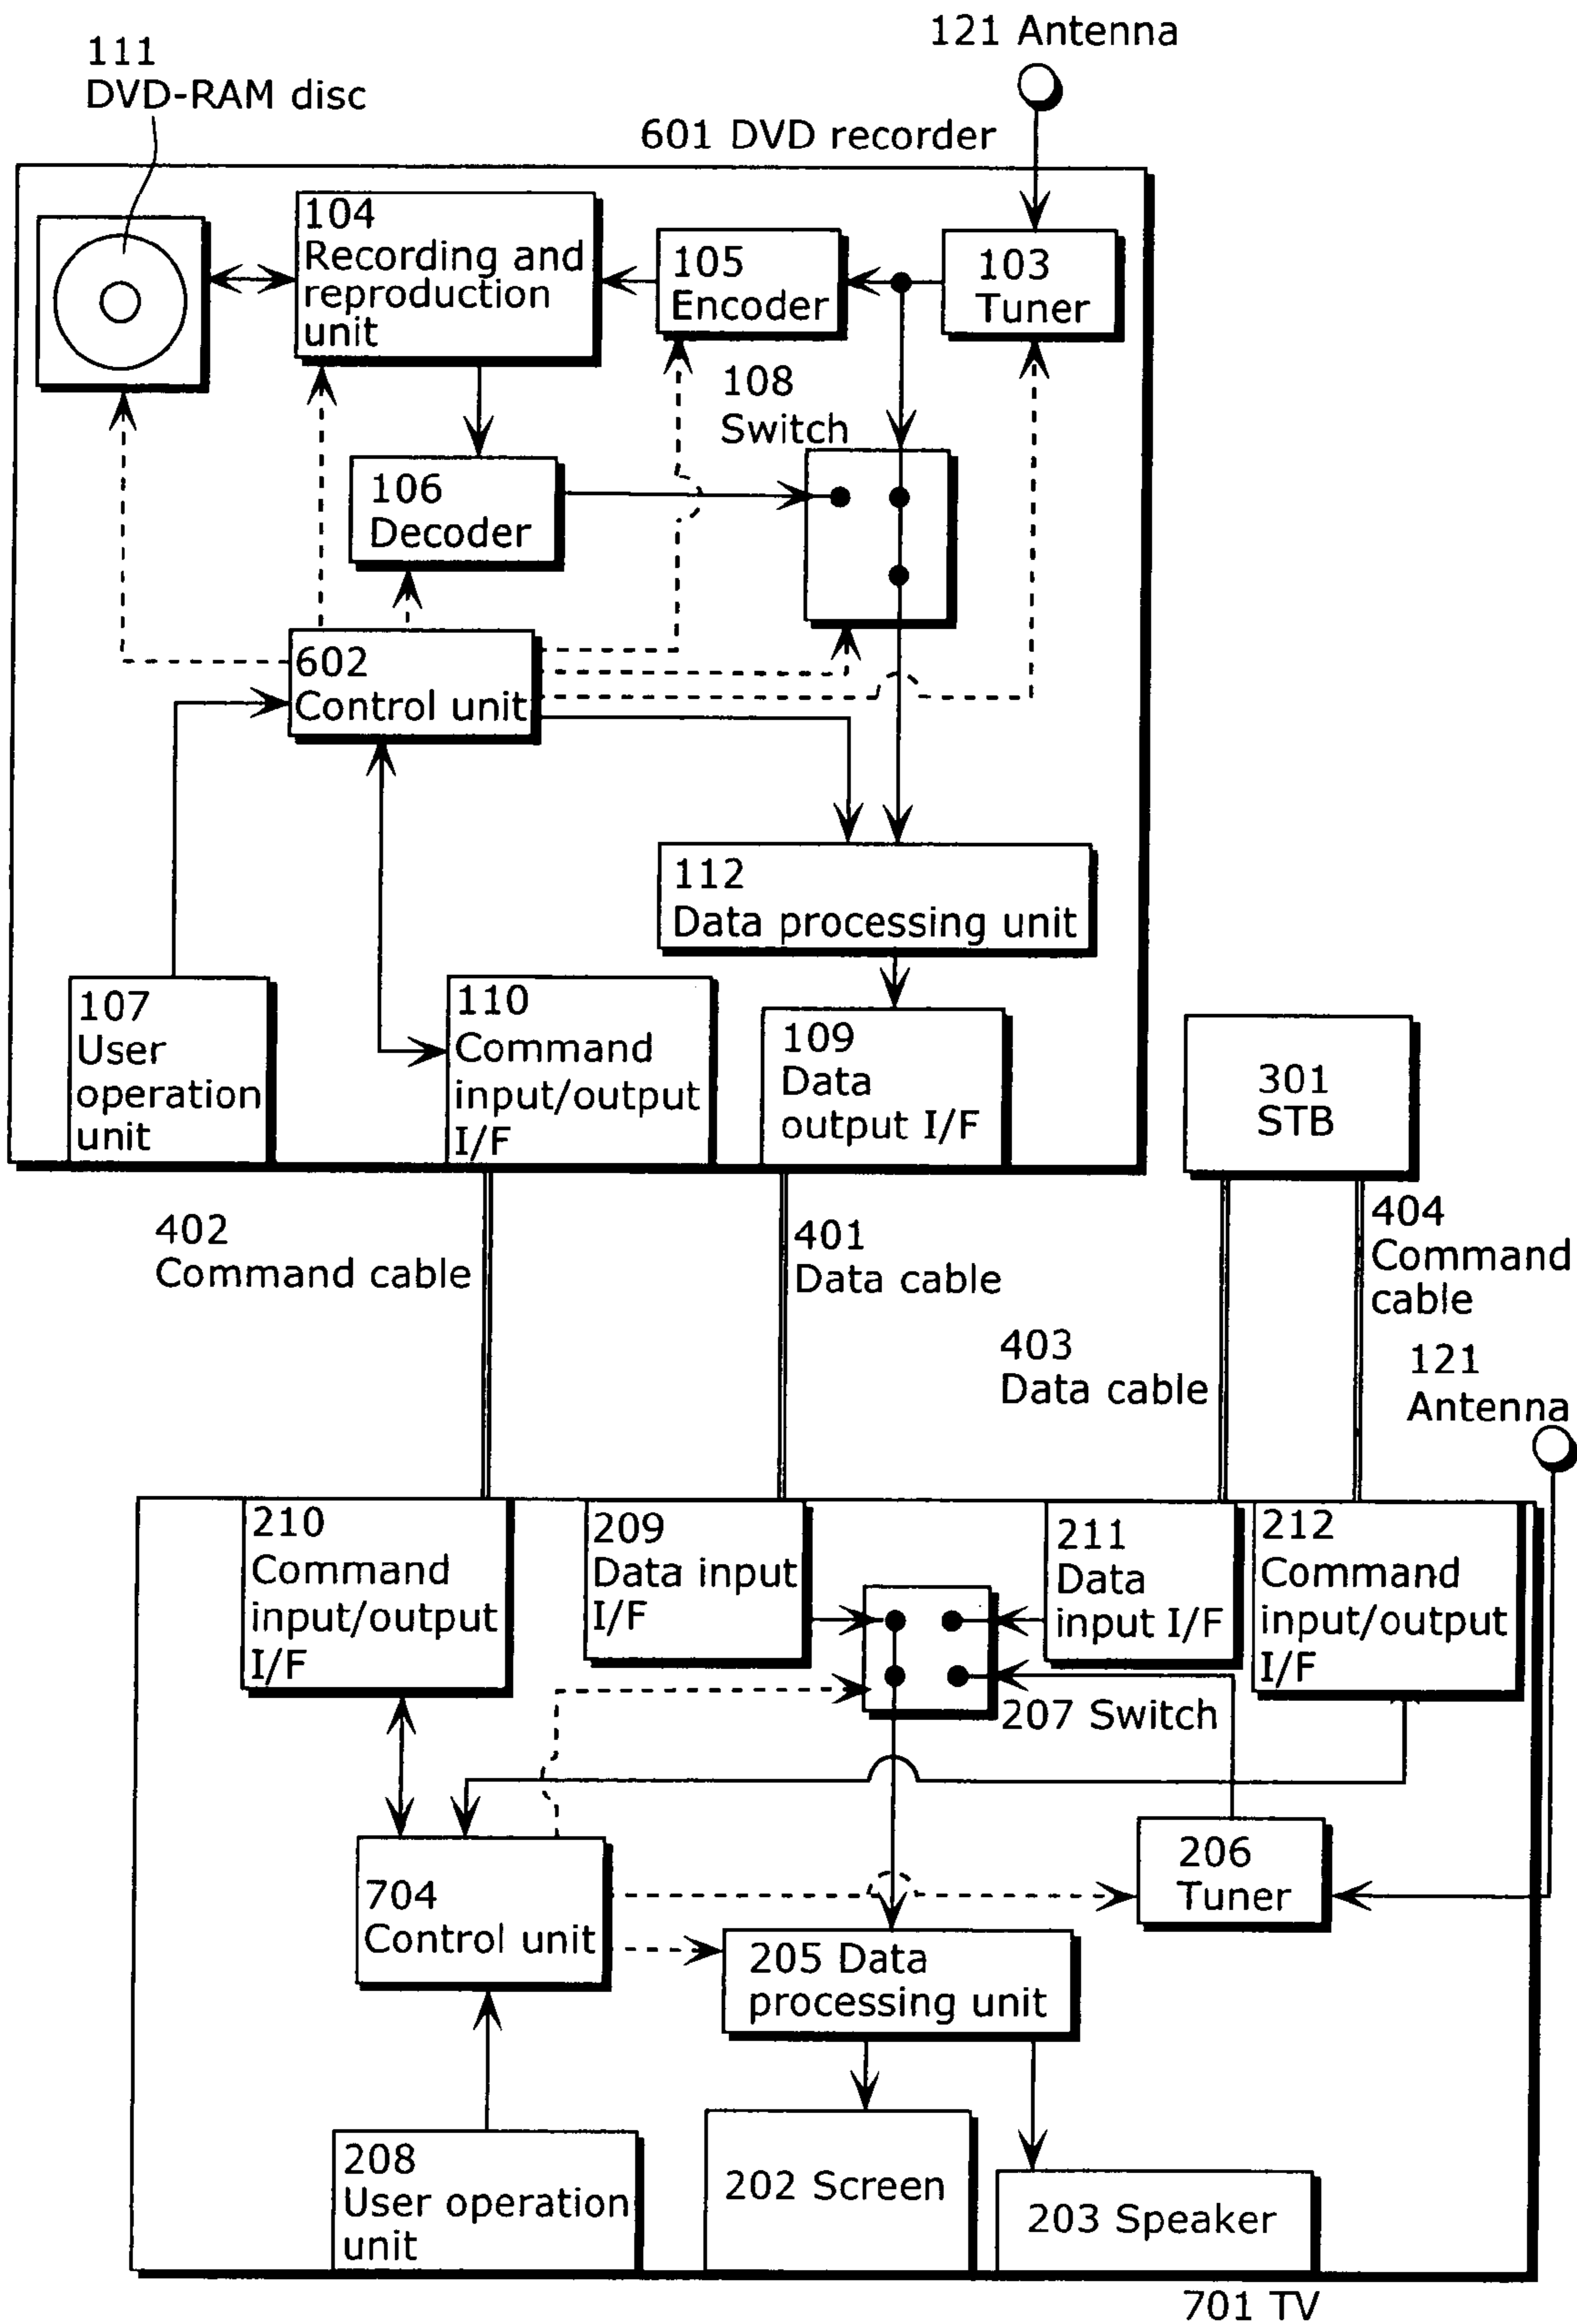 121 Antenna
111
DVD-RAM disc
601 DVD recorder
104
Recording and
reproduction
unit
105
Encoder
103
Tuner
108
Switch
106
Decoder
602
Control unit
112
Data processing unit
107
User
operation
unit
110
Command
input/output
I/F
109
Data
output I/F
301
STB
402
Command cable
401
Data cable
404
Command
cable
403
Data cable
121
Antenna
210
Command
input/output
I/F
209
Data input
I/F
211
Data
input I/F
212
Command
input/output
I/F
207 Switch
704
Control unit
206
Tuner
205 Data
processing unit
208
User operation
unit
202 Screen
203 Speaker
701 TV